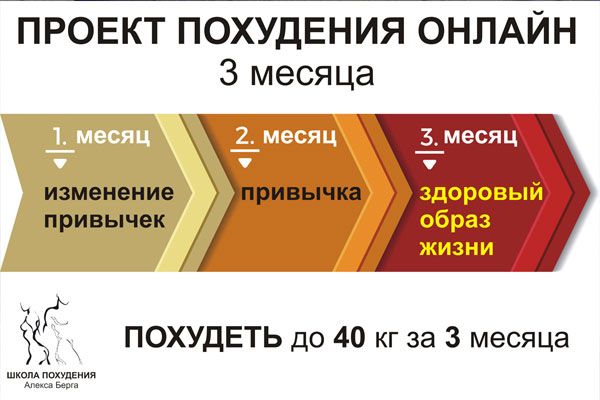 ПРОЕКТ ПОХУДЕНИЯ ОНЛАЙН
3 месяца
1. месяц
изменение
привычек
2. месяц
привычка
3. месяц
здоровый
образ
жизни
ПОХУДЕТЬ до 40 кг за 3 месяца
ШКОЛА ПОХУДЕНИЯ
Алекса Берга